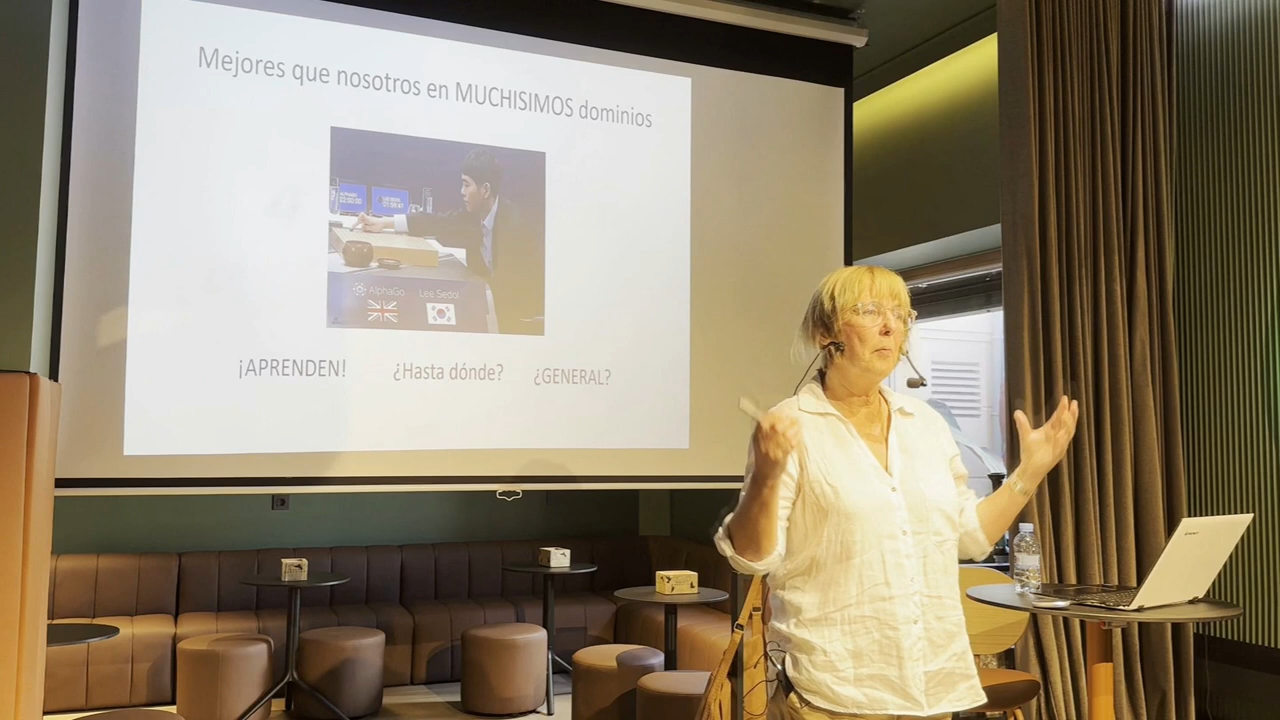 Mejores que nosotros en MUCHISIMOS dominios
AlphaGo Lee Sedol
¡APRENDEN! ¿Hasta dónde? ¿GENERAL?